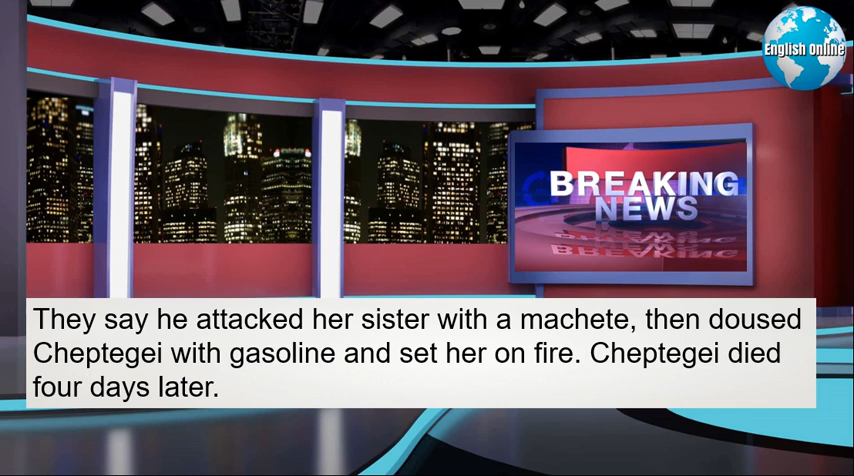 English Online
BREAKING
NEWS
They say he attacked her sister with a machete, then doused
Cheptegei with gasoline and set her on fire. Cheptegei died
four days later.